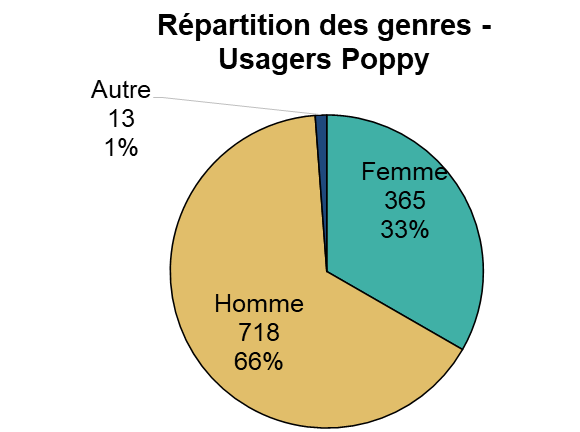 Répartition des genres -
Usagers Poppy
Autre
13
1%
Femme
365
33%
Homme
718
66%